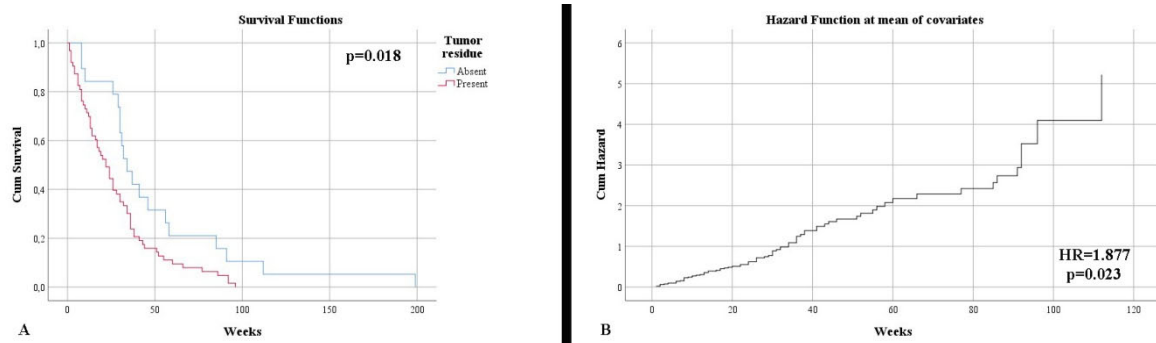 Survival Functions
p=0.018
Tumor
residue
Absent
Present
Cum Survival
1,0
0,8
0,6
0,4
0,2
0,0
0
50
100
150
200
Weeks
A
Hazard Function at mean of covariates
Cum Hazard
6
5
4
3
2
1
0
HR=1.877
p=0.023
0
20
40
60
80
100
120
Weeks
B